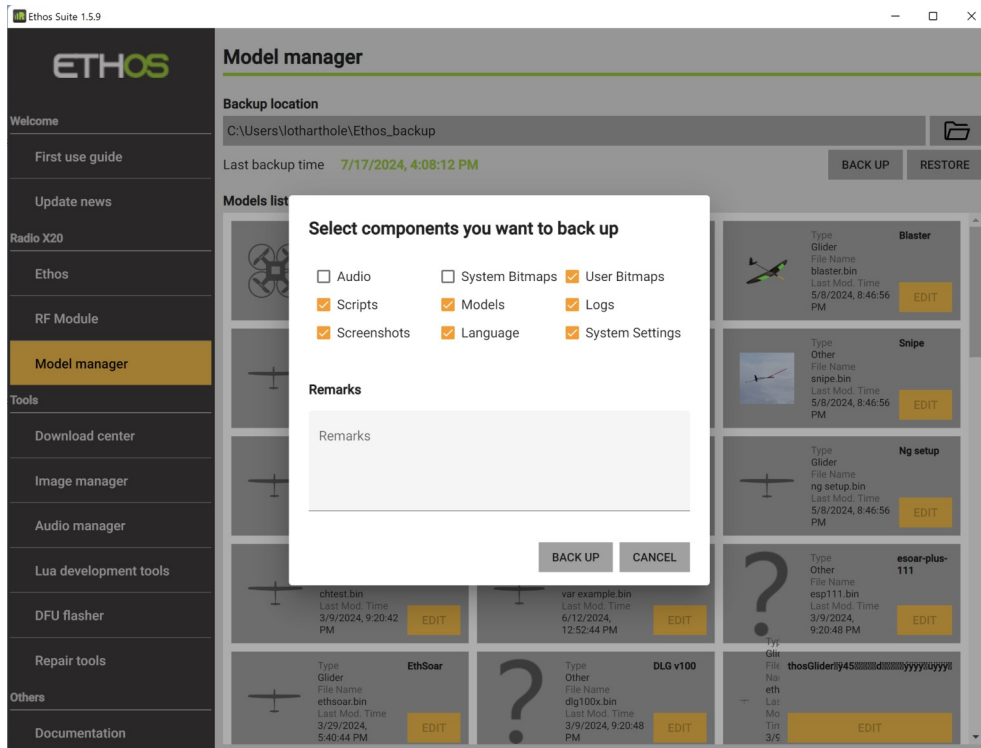 Ethos Suite 1.5.9
ETHOS
Welcome
First use guide
Update news
Radio X20
Ethos
RF Module
Model manager
Tools
Download center
Image manager
Audio manager
Lua development tools
DFU flasher
Repair tools
Others
Documentation
Model manager
Backup location
C:\Users\lotharthole\Ethos_backup
Last backup time 7/17/2024, 4:08:12 PM
BACK UP RESTORE
Models list
Select components you want to back up
Audio System Bitmaps User Bitmaps
Scripts Models Logs
Screenshots Language System Settings
Remarks
Remarks
BACK UP CANCEL
Type Blaster
Glider
File Name
blaster.bin
Last Mod. Time
5/8/2024, 8:46:56
PM
EDIT
Type Snipe
Other
File Name
snipe.bin
Last Mod. Time
5/8/2024, 8:46:56
PM
EDIT
Type Ng setup
Glider
File Name
ng setup.bin
Last Mod. Time
5/8/2024, 8:46:56
PM
EDIT
chtest.bin
Last Mod. Time
3/9/2024, 9:20:42
PM
EDIT
var example.bin
Last Mod. Time
6/12/2024,
12:52:44 PM
EDIT
Type esoar-plus-
Other 111
File Name
esp111.bin
Last Mod. Time
3/9/2024,
9:20:48 PM
EDIT
Type EthSoar
Glider
File Name
ethsoar.bin
Last Mod. Time
3/29/2024,
5:40:44 PM
EDIT
Type DLG v100
Other
File Name
dlg100x.bin
Last Mod. Time
3/9/2024, 9:20:48
PM
EDIT
File
eth
EDIT